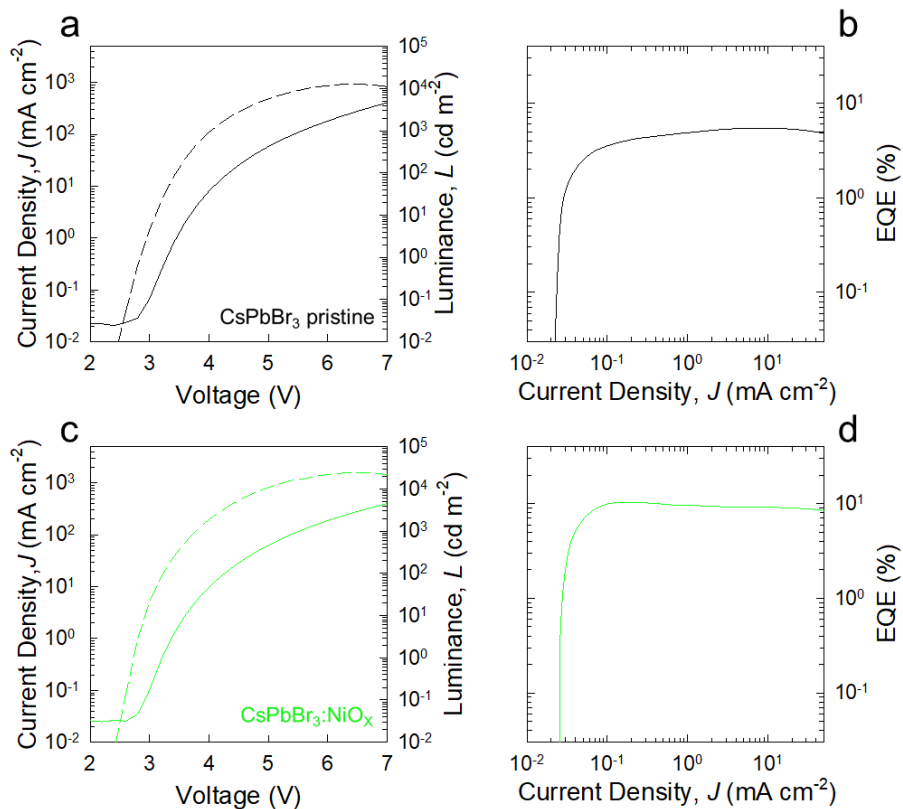 a
Current Density, J (mA cm⁻²)
10³
10²
10¹
10⁰
10⁻¹
10⁻²
10⁵
10⁴
10³
10²
10¹
10⁰
10⁻¹
10⁻²
Luminance, L (cd m⁻²)
CsPbBr₃ pristine
2 3 4 5 6 7
Voltage (V)
b
10¹
10⁰
10⁻¹
EQE (%)
10⁻² 10⁻¹ 10⁰ 10¹
Current Density, J (mA cm⁻²)
c
Current Density, J (mA cm⁻²)
10³
10²
10¹
10⁰
10⁻¹
10⁻²
10⁵
10⁴
10³
10²
10¹
10⁰
10⁻¹
10⁻²
Luminance, L (cd m⁻²)
CsPbBr₃:NiOₓ
2 3 4 5 6 7
Voltage (V)
d
10¹
10⁰
10⁻¹
EQE (%)
10⁻² 10⁻¹ 10⁰ 10¹
Current Density, J (mA cm⁻²)